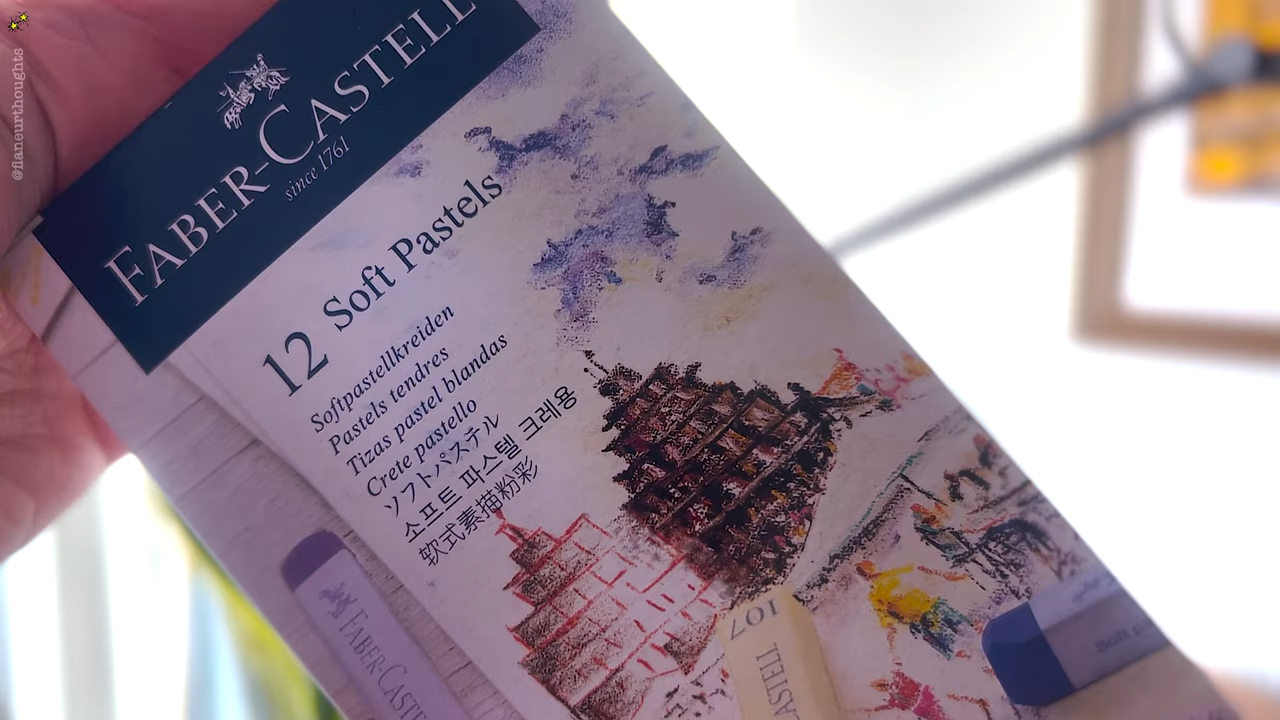 @flaneurthoughts
FABER-CASTELL
since 1761
12 Soft Pastels
Softpastellkreiden
Pastels tendres
Tizas pastel blandas
Crete pastello
ソフトパステル
소프트 파스텔 크레용
软式素描粉彩
FABER-CASTE
107
CASTELL
Soft pa